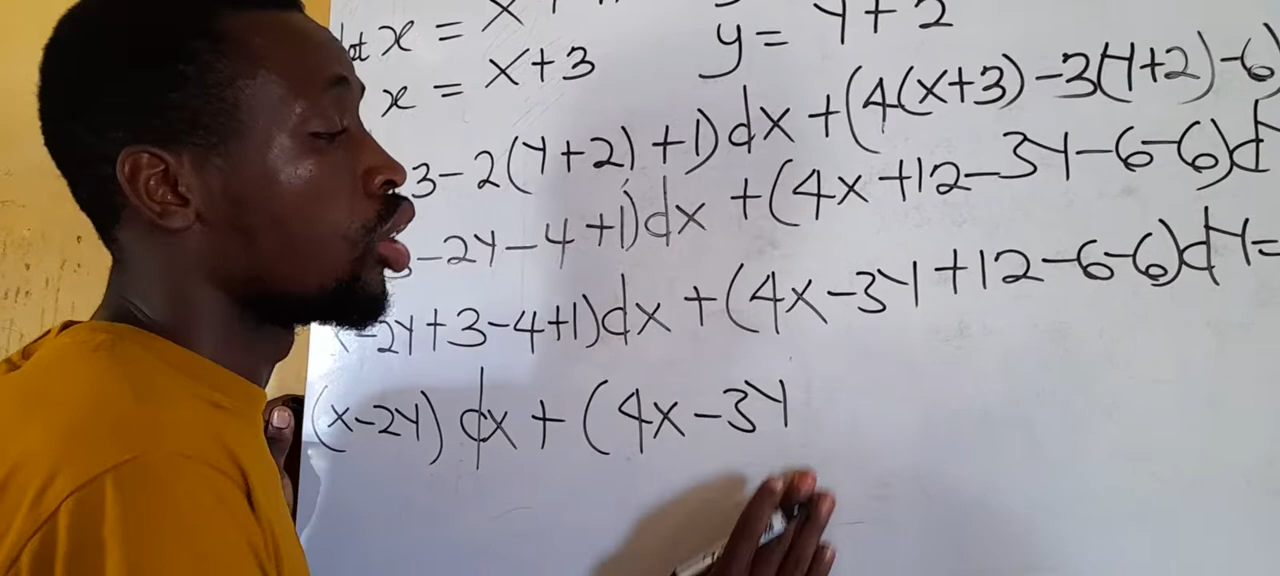 x = x
y = y + 2
x = x+3
3-2(y+2)+1)dx +(4(x+3)-3(y+2)-6)
-2y-4+1)dx +(4x+12-3y-6-6)d
-2y+3-4+1)dx +(4x-3y+12-6-6)dy=
(x-2y) dx + (4x-3y